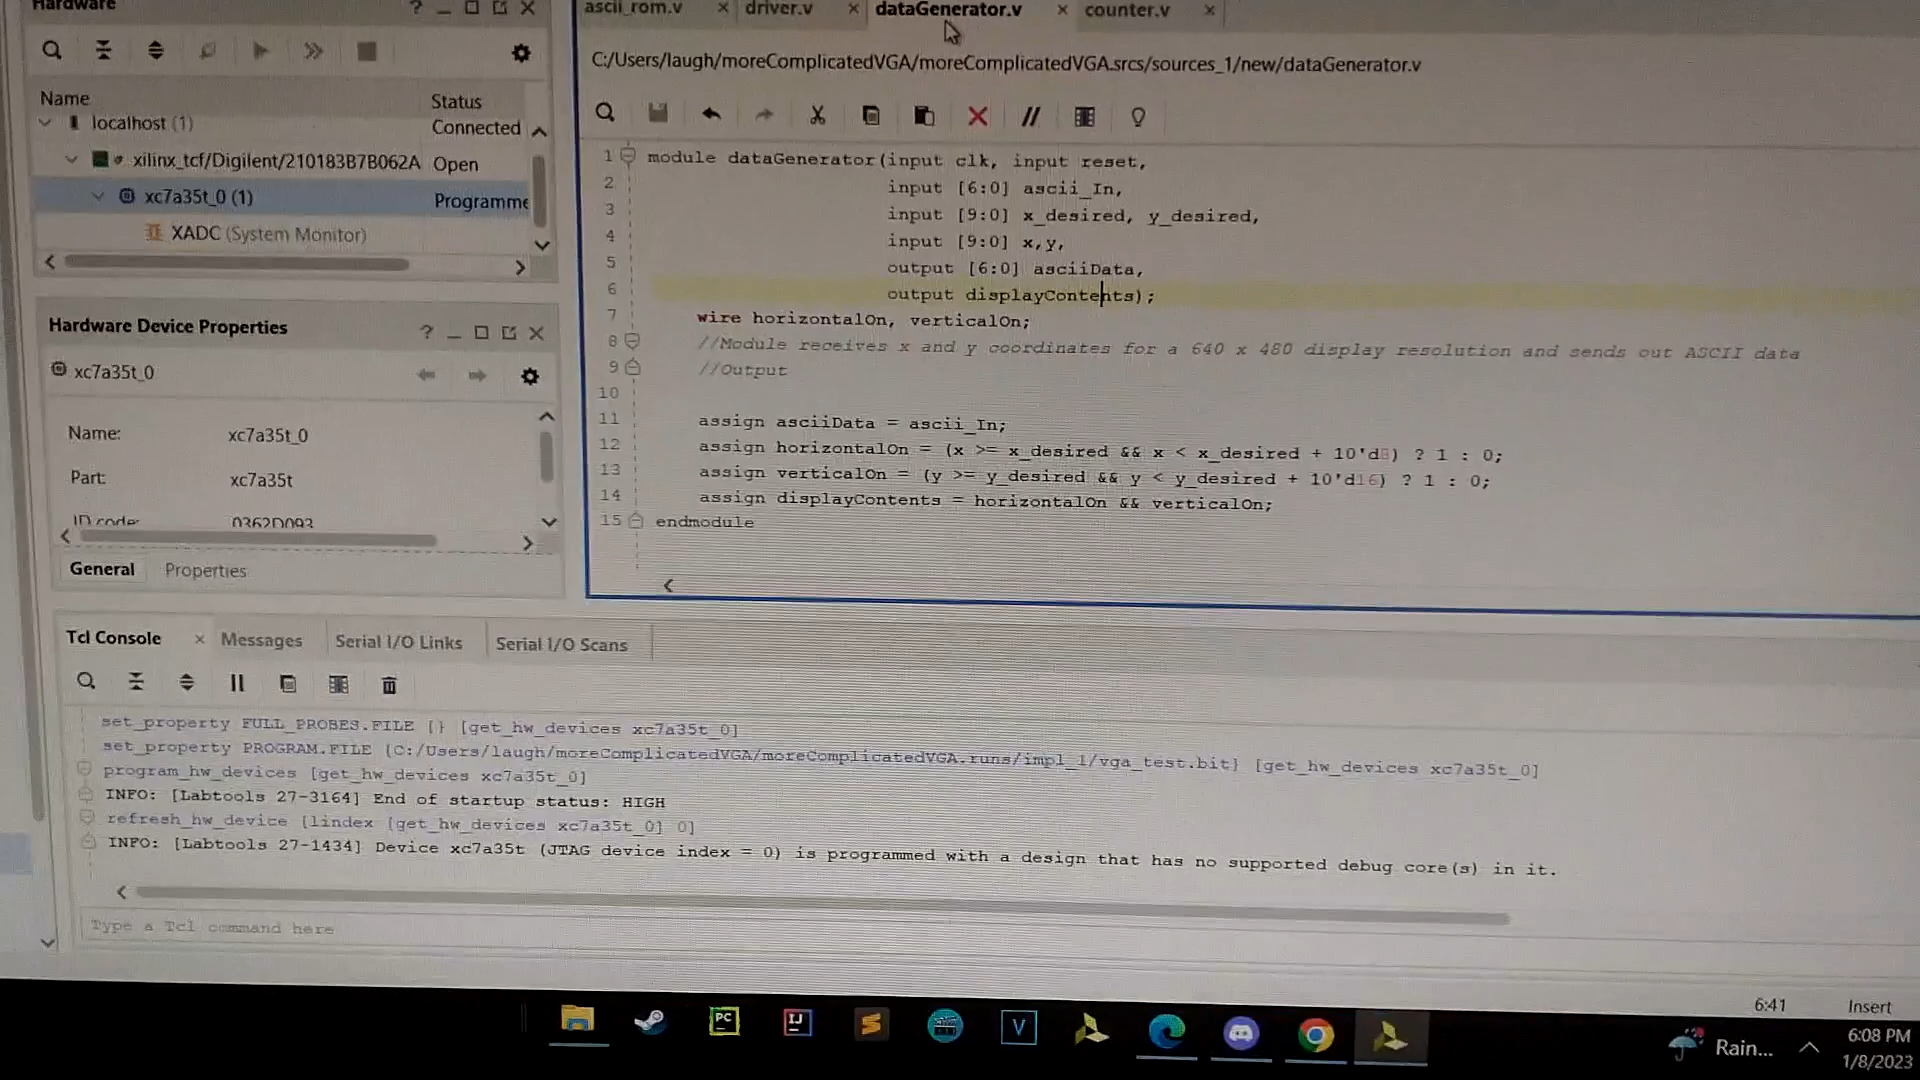 Hardware
Name
Status
localhost (1)
Connected
xilinx_tcf/Digilent/210183B7B062A
Open
xc7a35t_0 (1)
Programme
XADC (System Monitor)
Hardware Device Properties
xc7a35t_0
Name:
xc7a35t_0
Part:
xc7a35t
ID code:
0362D093
General
Properties
ascii_rom.v
driver.v
dataGenerator.v
counter.v
C:/Users/laugh/moreComplicatedVGA/moreComplicatedVGA.srcs/sources_1/new/dataGenerator.v
1 module dataGenerator(input clk, input reset,
2 input [6:0] ascii_In,
3 input [9:0] x_desired, y_desired,
4 input [9:0] x,y,
5 output [6:0] asciiData,
6 output displayContents);
7 wire horizontalOn, verticalOn;
8 //Module receives x and y coordinates for a 640 x 480 display resolution and sends out ASCII data
9 //Output
10
11 assign asciiData = ascii_In;
12 assign horizontalOn = (x >= x_desired && x < x_desired + 10'd8) ? 1 : 0;
13 assign verticalOn = (y >= y_desired && y < y_desired + 10'd16) ? 1 : 0;
14 assign displayContents = horizontalOn && verticalOn;
15 endmodule
Tcl Console
Messages
Serial I/O Links
Serial I/O Scans
set_property FULL_PROBES.FILE {} [get_hw_devices xc7a35t_0]
set_property PROGRAM.FILE {C:/Users/laugh/moreComplicatedVGA/moreComplicatedVGA.runs/impl_1/vga_test.bit} [get_hw_devices xc7a35t_0]
program_hw_devices [get_hw_devices xc7a35t_0]
INFO: [Labtools 27-3164] End of startup status: HIGH
refresh_hw_device [lindex [get_hw_devices xc7a35t_0] 0]
INFO: [Labtools 27-1434] Device xc7a35t (JTAG device index = 0) is programmed with a design that has no supported debug core(s) in it.
Type a Tcl command here
6:41
Insert
PC
IJ
V
Rain...
6:08 PM
1/8/2023